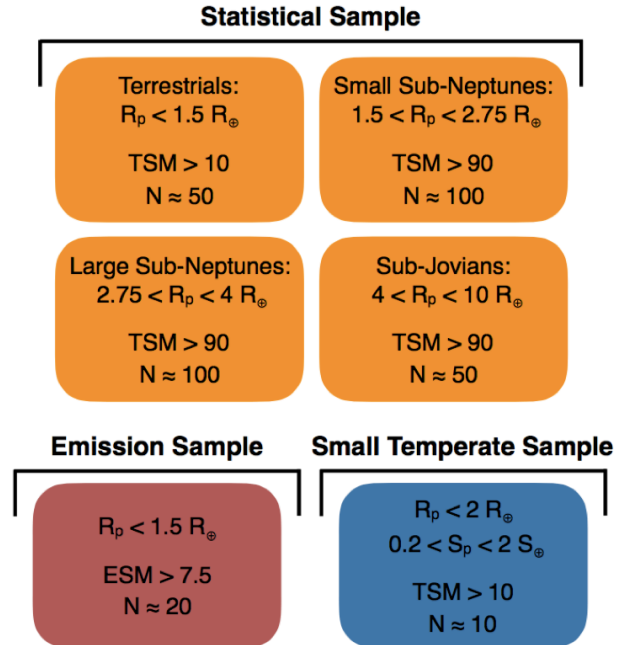 Statistical Sample
Terrestrials:
Rₚ < 1.5 R⊕
TSM > 10
N ≈ 50
Small Sub-Neptunes:
1.5 < Rₚ < 2.75 R⊕
TSM > 90
N ≈ 100
Large Sub-Neptunes:
2.75 < Rₚ < 4 R⊕
TSM > 90
N ≈ 100
Sub-Jovians:
4 < Rₚ < 10 R⊕
TSM > 90
N ≈ 50
Emission Sample
Rₚ < 1.5 R⊕
ESM > 7.5
N ≈ 20
Small Temperate Sample
Rₚ < 2 R⊕
0.2 < Sₚ < 2 S⊕
TSM > 10
N ≈ 10